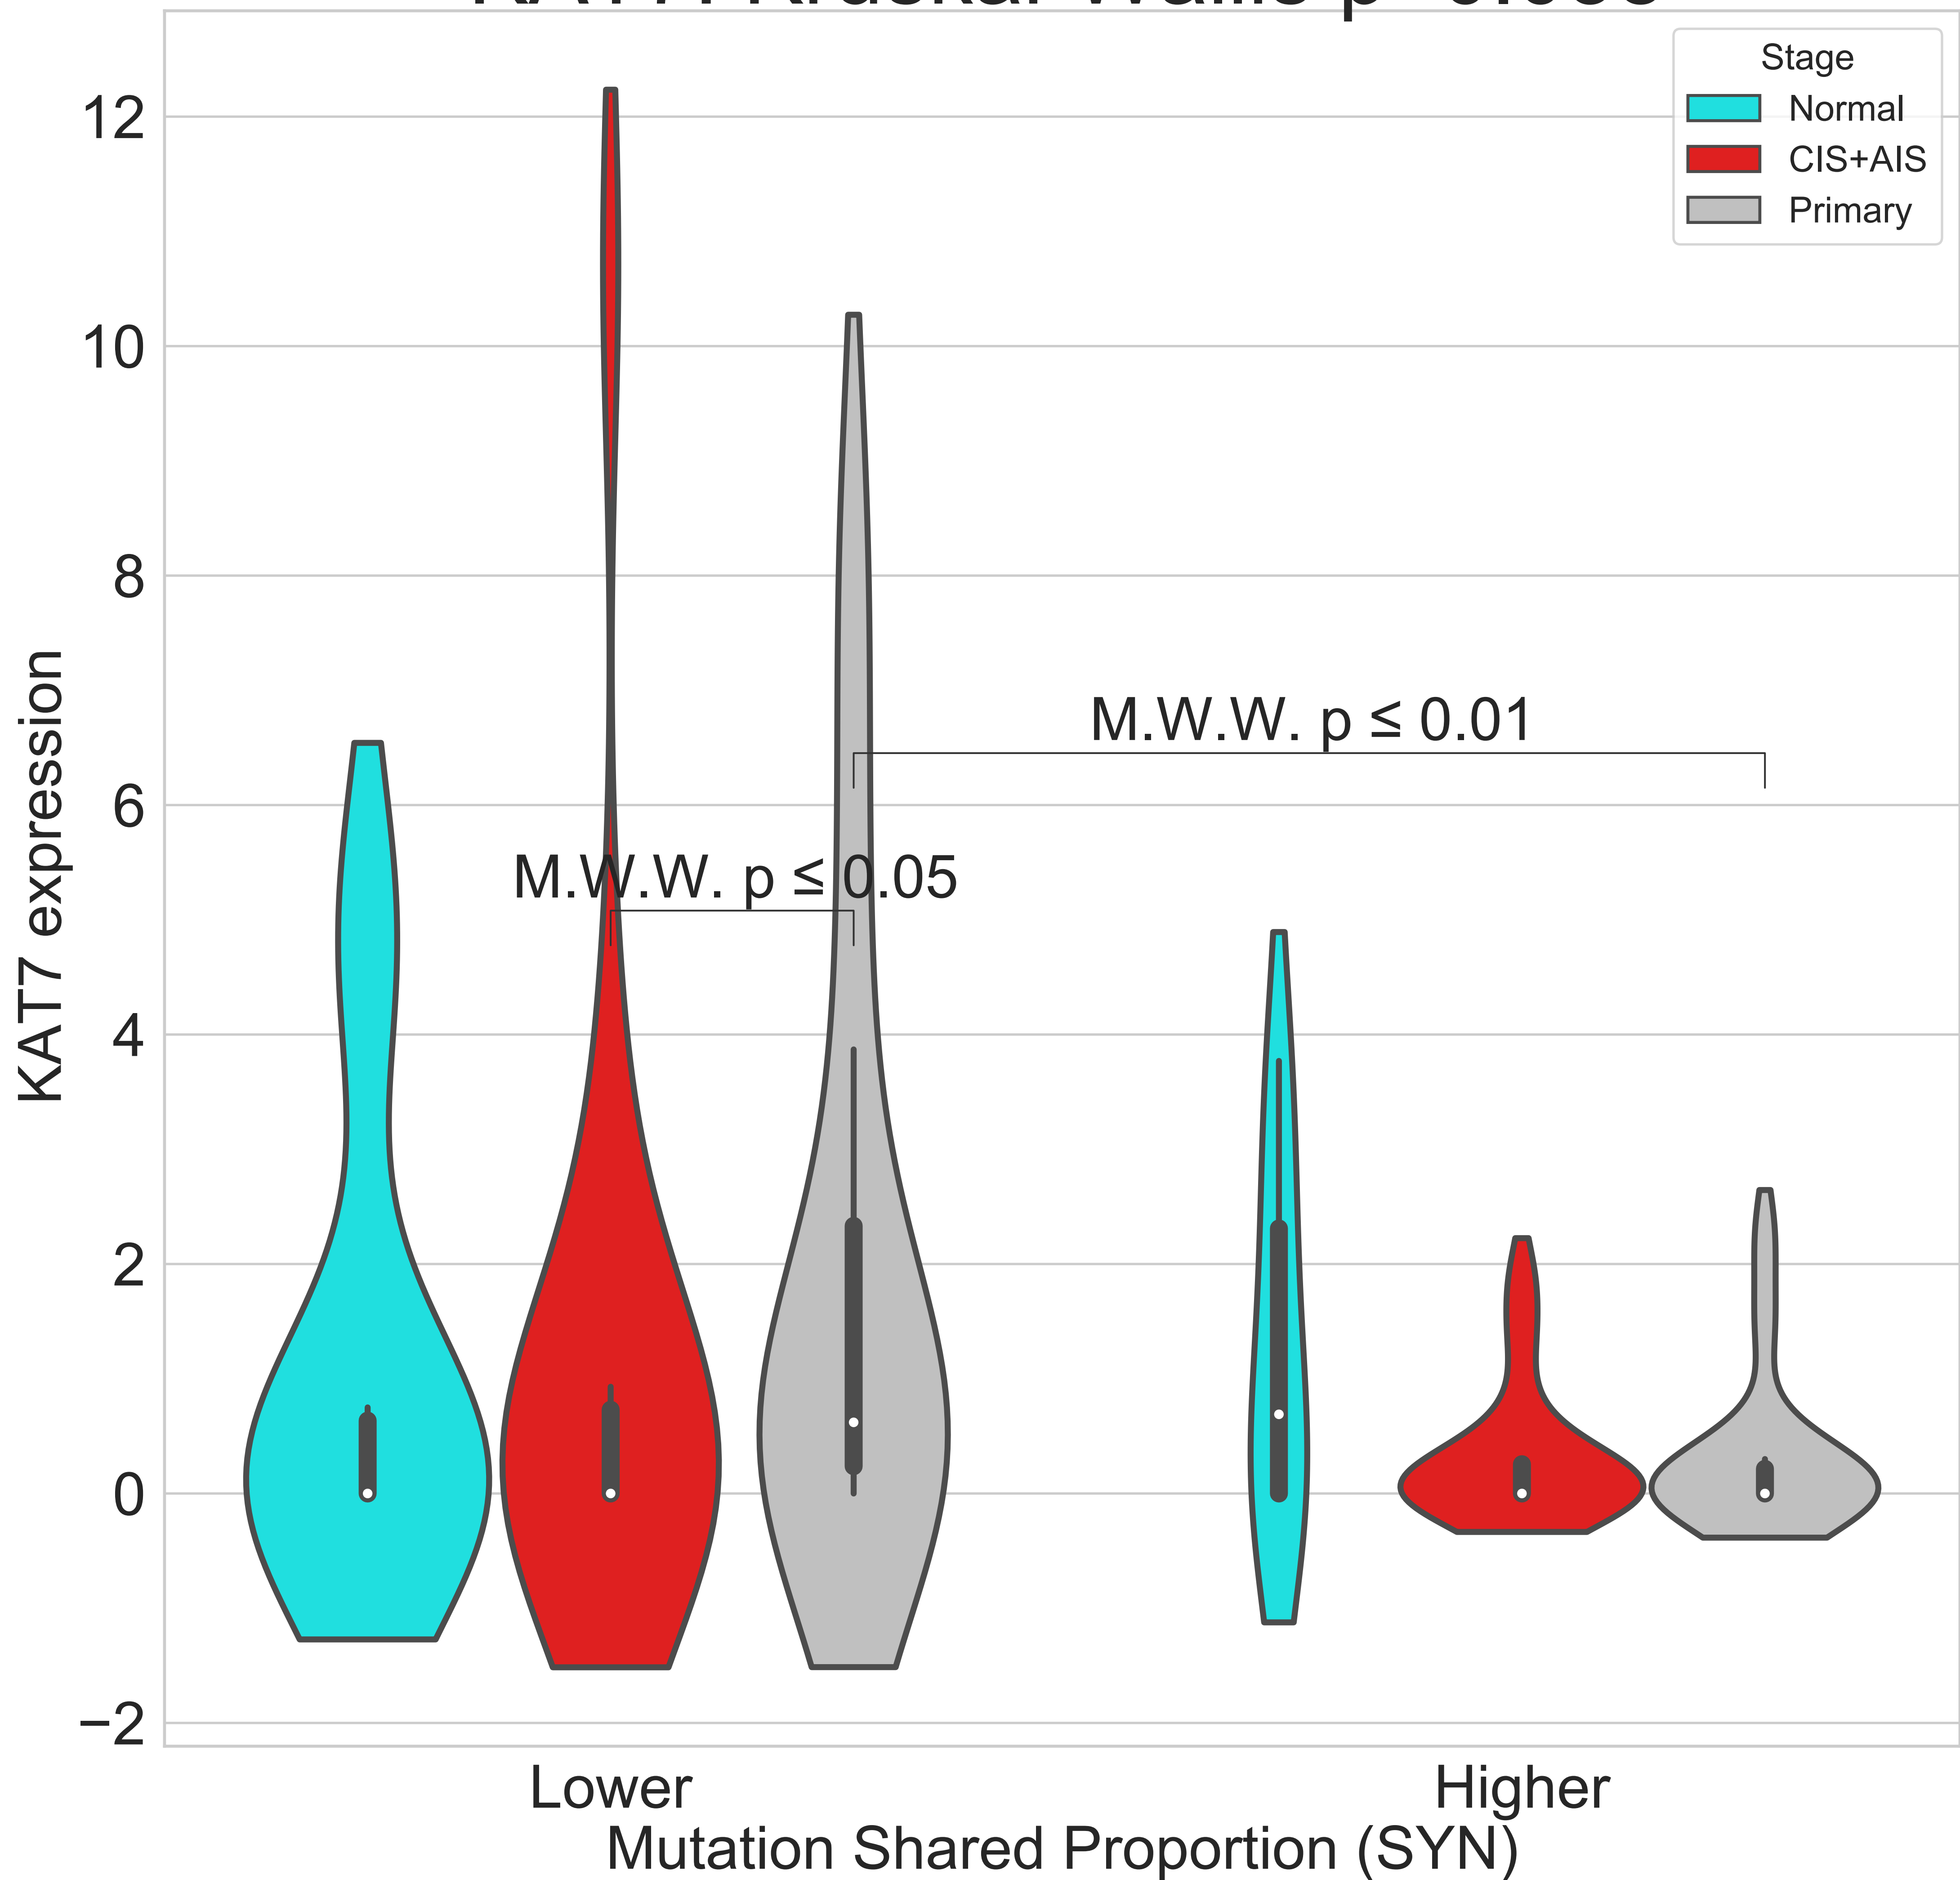 Stage
Normal
CIS+AIS
Primary
12
10
8
6
4
2
0
−2
KAT7 expression
M.W.W. p ≤ 0.01
M.W.W. p ≤ 0.05
Lower
Higher
Mutation Shared Proportion (SYN)